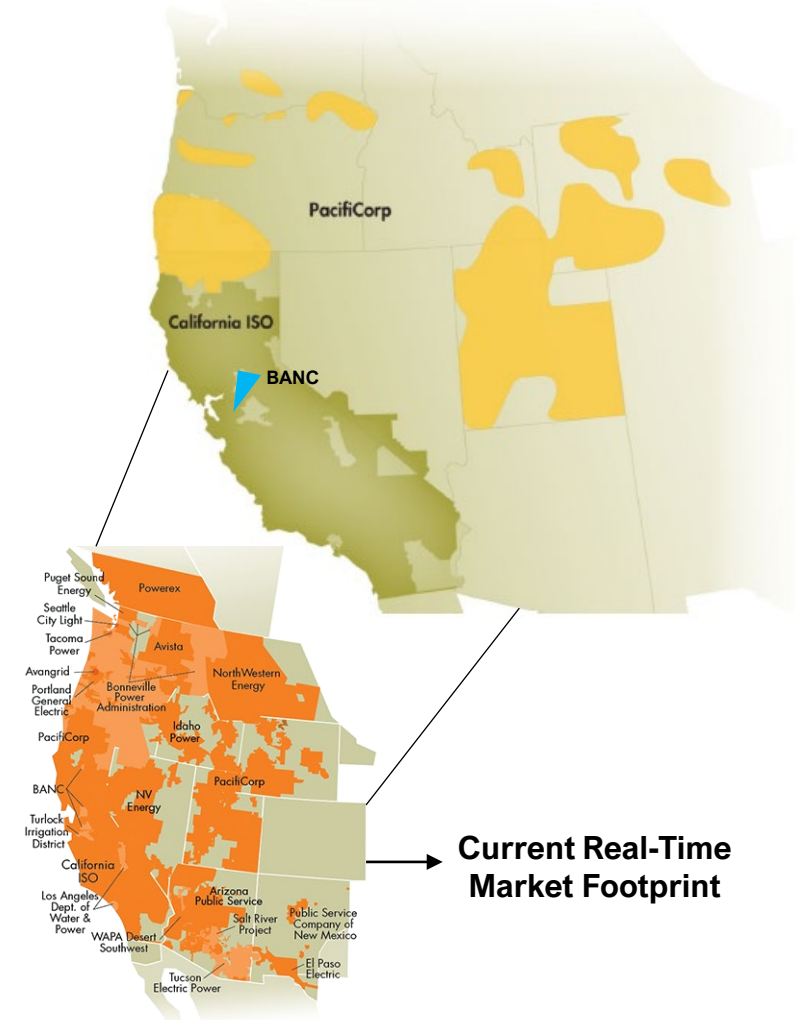 PacifiCorp
California ISO
BANC
Puget Sound
Energy
Powerex
Seattle
City Light
Tacoma
Power
Avista
Avangrid
NorthWestern
Energy
Portland
General
Electric
Bonneville
Power
Administration
Idaho
Power
PacifiCorp
PacifiCorp
BANC
NV
Energy
Turlock
Irrigation
District
California
ISO
Arizona
Public Service
Los Angeles
Dept. of
Water &
Power
Salt River
Project
Public Service
Company of
New Mexico
WAPA Desert
Southwest
El Paso
Electric
Tucson
Electric Power
Current Real-Time
Market Footprint